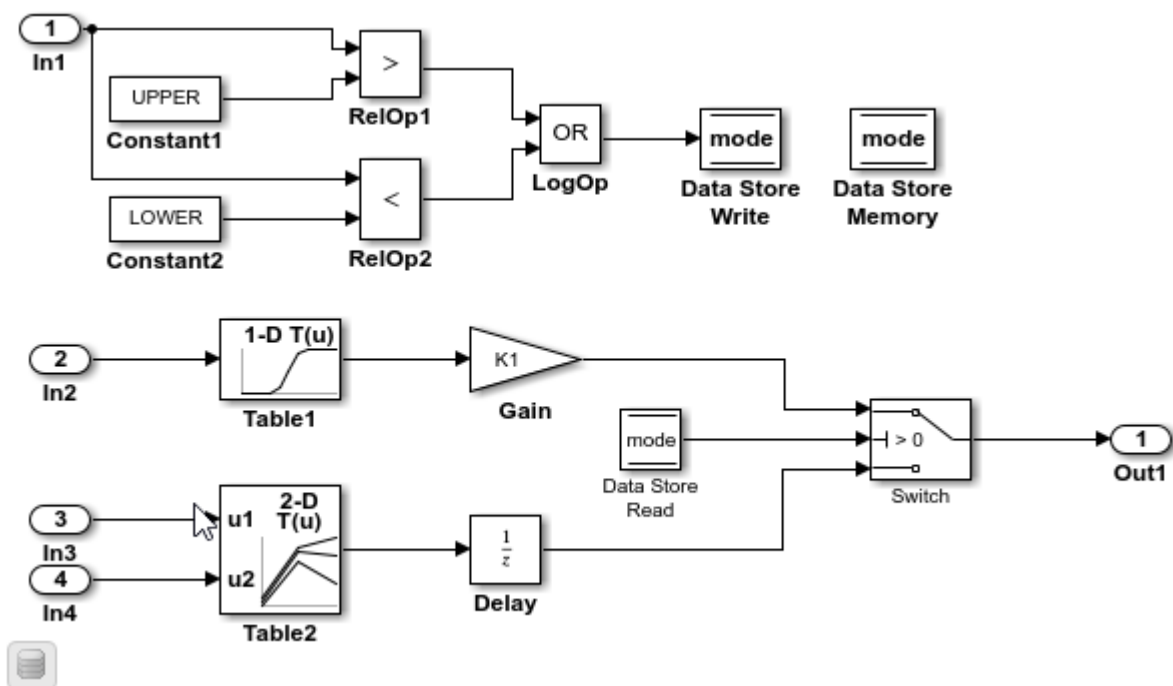 1
In1
UPPER
Constant1
>
RelOp1
OR
LogOp
mode
Data Store
Write
mode
Data Store
Memory
LOWER
Constant2
<
RelOp2
2
In2
1-D T(u)
Table1
K1
Gain
mode
Data Store
Read
> 0
Switch
1
Out1
3
In3
4
In4
u1
u2
2-D
T(u)
Table2
1
z
Delay